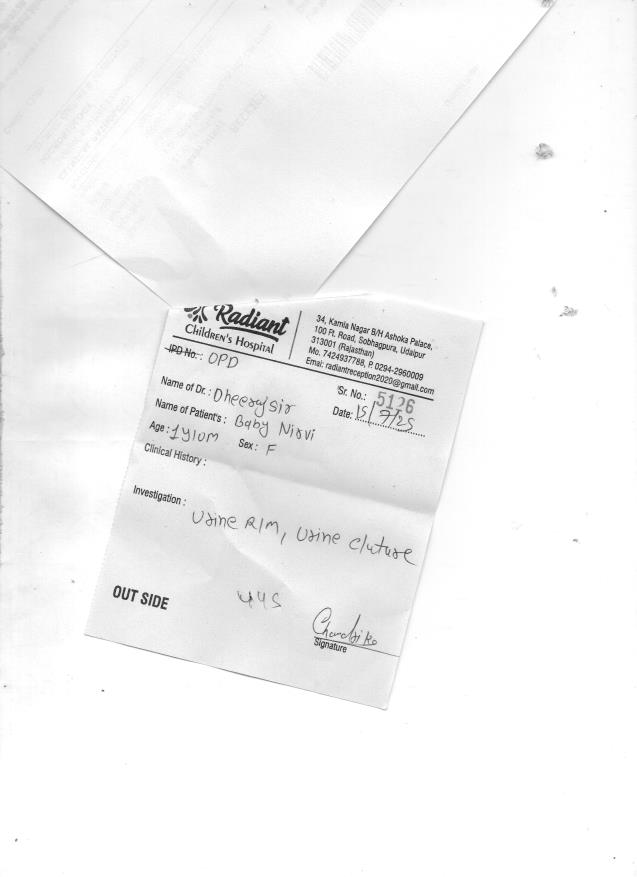 Radiant
Children's Hospital
34, Kamla Nagar B/H Ashoka Palace,
100 Ft. Road, Sobhagpura, Udaipur
313001 (Rajasthan)
Mo. 7424937788, P. 0294-2960009
Email: radiantreception2020@gmail.com
IPD No.: OPD
Sr. No.: 5126
Name of Dr.: Dheeraj sir
Date: 15/7/25
Name of Patient's: Baby Nirvi
Age: 1y10m Sex: F
Clinical History:
Investigation:
Urine R/M, Urine cluture
OUT SIDE
Signature